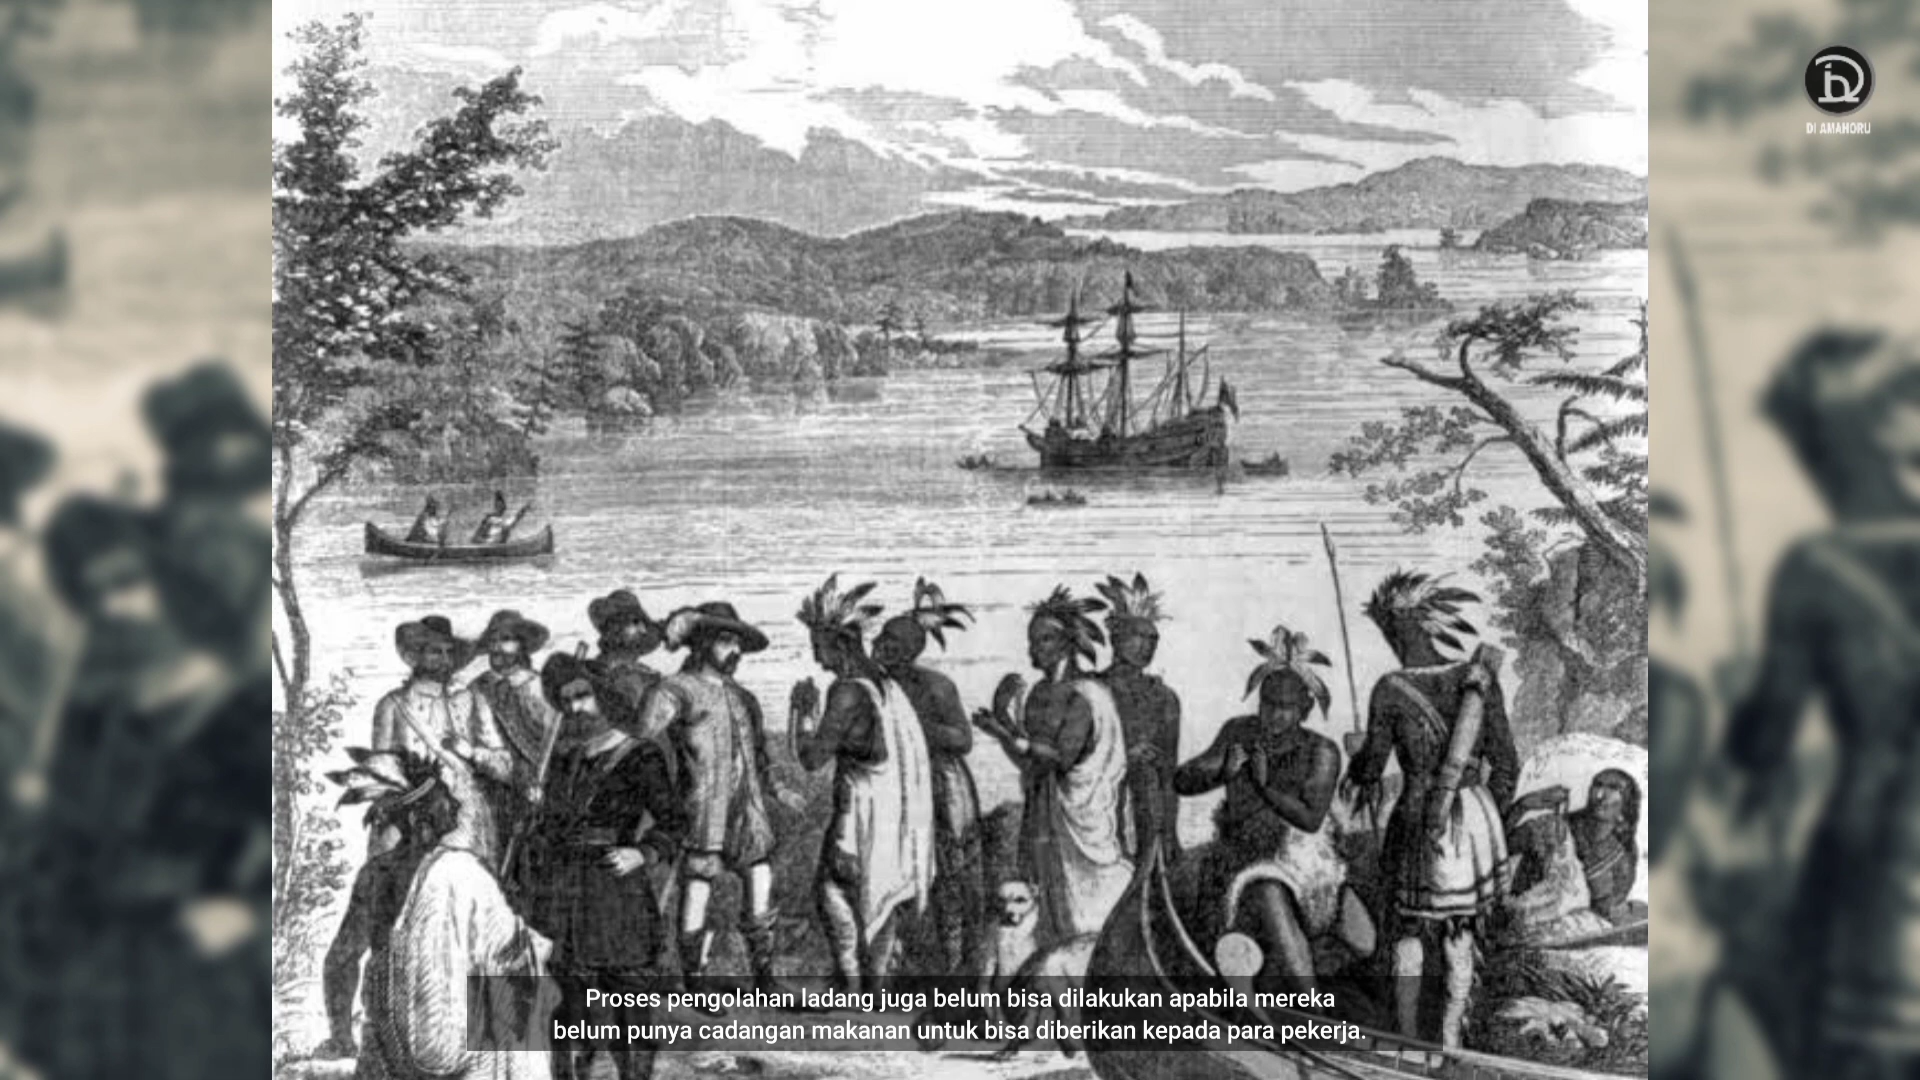 DI AMAHORU
Proses pengolahan ladang juga belum bisa dilakukan apabila mereka
belum punya cadangan makanan untuk bisa diberikan kepada para pekerja.